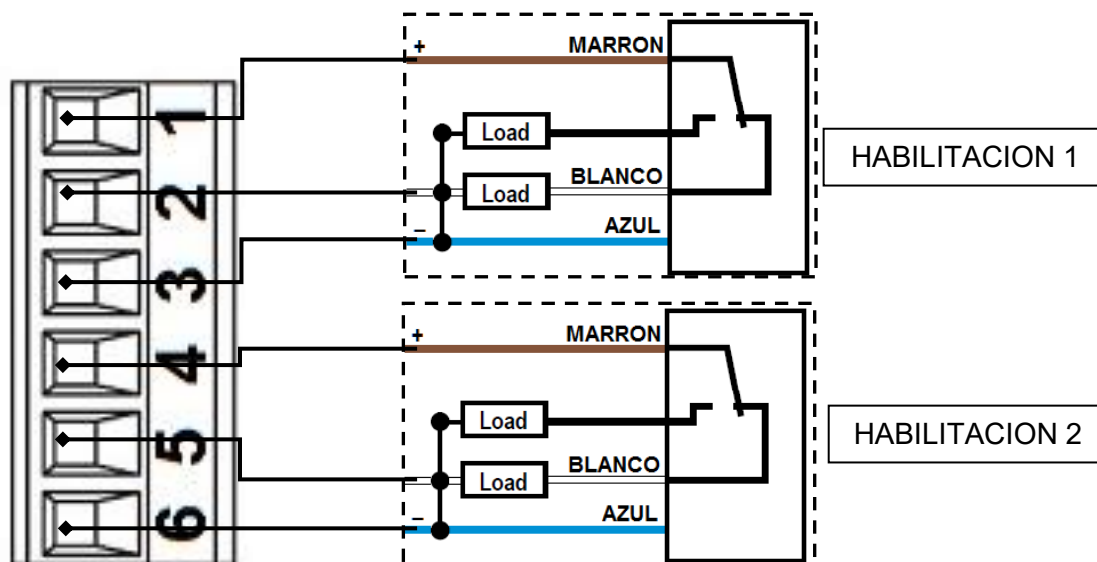 1
2
3
4
5
6
+
MARRON
Load
BLANCO
Load
–
AZUL
HABILITACION 1
+
MARRON
Load
BLANCO
Load
–
AZUL
HABILITACION 2